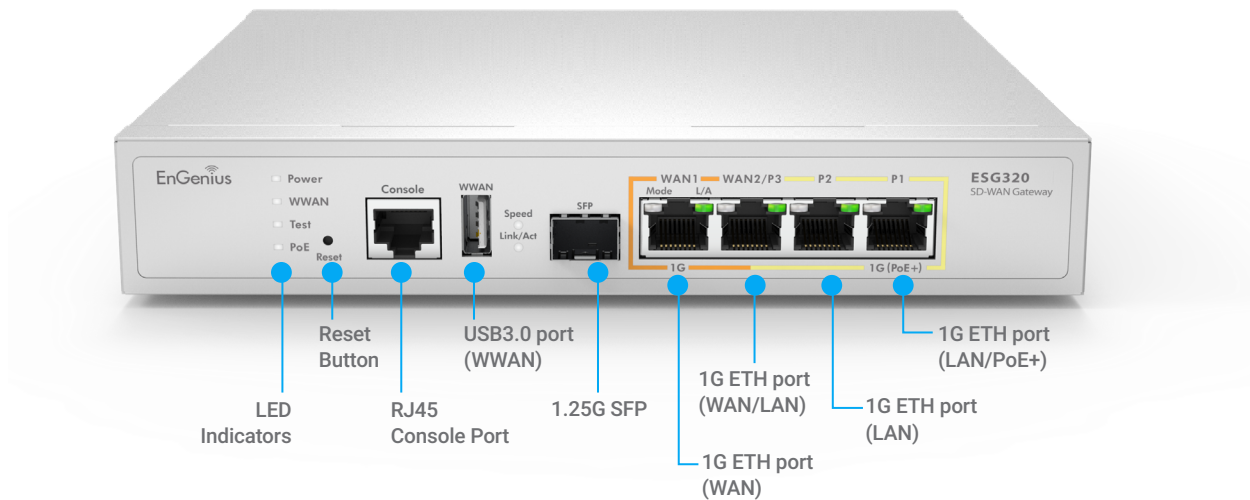 EnGenius
Power
WWAN
Test
PoE
Reset
Console
WWAN
Speed
Link/Act
SFP
WAN1
WAN2/P3
P2
P1
Mode
L/A
1G
1G (PoE+)
ESG320
SD-WAN Gateway
Reset
Button
USB3.0 port
(WWAN)
1G ETH port
(LAN/PoE+)
1G ETH port
(WAN/LAN)
LED
Indicators
RJ45
Console Port
1.25G SFP
1G ETH port
(LAN)
1G ETH port
(WAN)